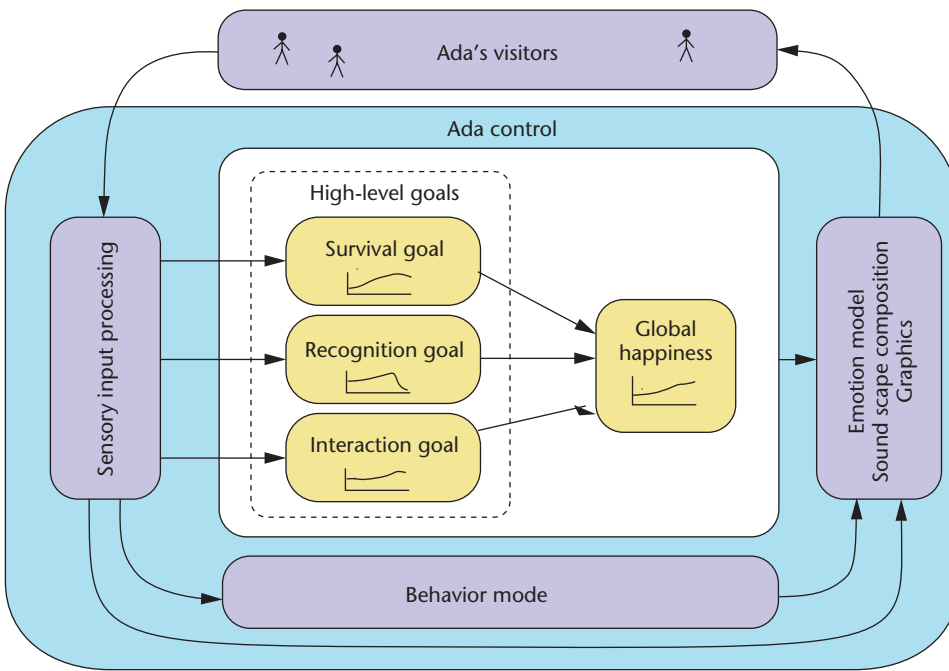 Ada's visitors
Ada control
High-level goals
Survival goal
Recognition goal
Interaction goal
Global
happiness
Sensory input processing
Emotion model
Sound scape composition
Graphics
Behavior mode